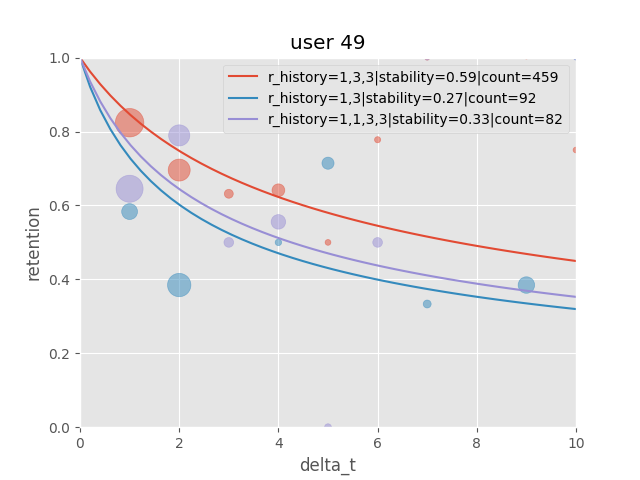 user 49
r_history=1,3,3|stability=0.59|count=459
r_history=1,3|stability=0.27|count=92
r_history=1,1,3,3|stability=0.33|count=82
1.0
0.8
0.6
0.4
0.2
0.0
retention
0 2 4 6 8 10
delta_t